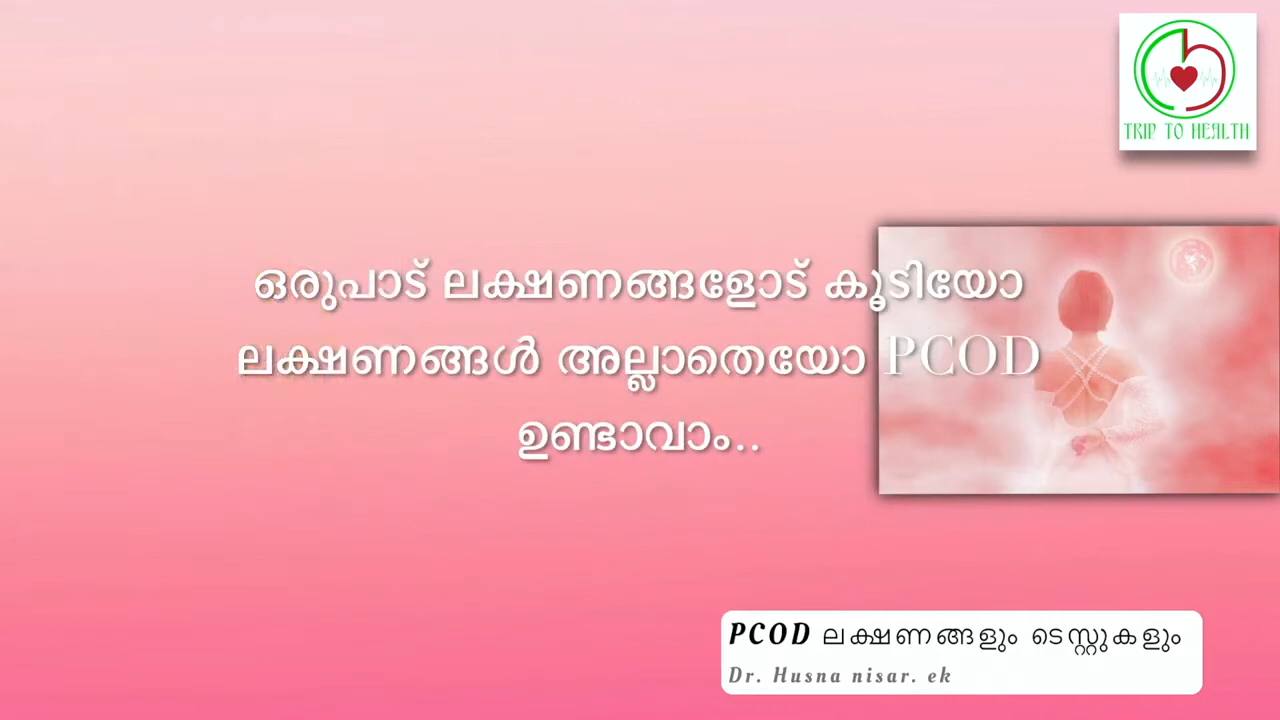 TRIP TO HEALTH
ഒരുപാട് ലക്ഷണങ്ങളോട് കൂടിയോ
ലക്ഷണങ്ങൾ അല്ലാതെയോ PCOD
ഉണ്ടാവാം..
PCOD ലക്ഷണങ്ങളും ടെസ്റ്റുകളും
Dr. Husna nisar. ek